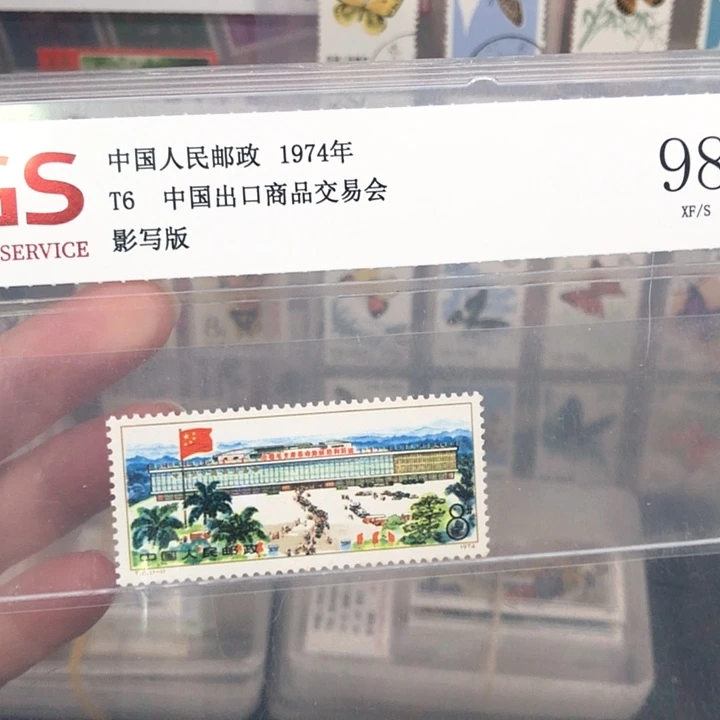 GS
SERVICE
中国人民邮政 1974年
T6 中国出口商品交易会
影写版
98
XF/S
8
中国人民邮政
1974